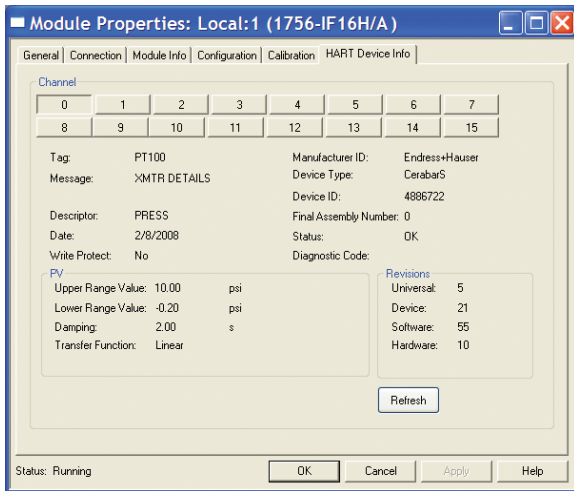 Module Properties: Local:1 (1756-IF16H/A)
General Connection Module Info Configuration Calibration HART Device Info
Channel
0 1 2 3 4 5 6 7
8 9 10 11 12 13 14 15
Tag: PT100 Manufacturer ID: Endress+Hauser
Message: XMTR DETAILS Device Type: CerabarS
Device ID: 4886722
Descriptor: PRESS Final Assembly Number: 0
Date: 2/8/2008 Status: OK
Write Protect: No Diagnostic Code:
PV Revisions
Upper Range Value: 10.00 psi Universal: 5
Lower Range Value: -0.20 psi Device: 21
Damping: 2.00 s Software: 55
Transfer Function: Linear Hardware: 10
Refresh
Status: Running OK Cancel Apply Help